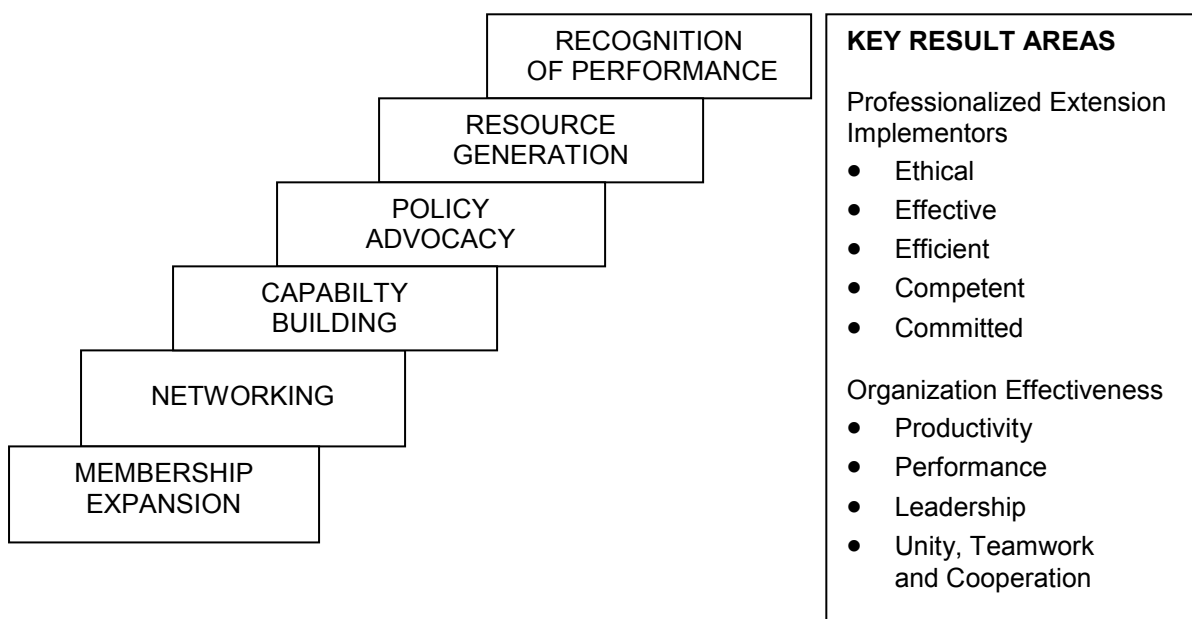 RECOGNITION
OF PERFORMANCE
RESOURCE
GENERATION
POLICY
ADVOCACY
CAPABILTY
BUILDING
NETWORKING
MEMBERSHIP
EXPANSION
KEY RESULT AREAS
Professionalized Extension
Implementors
• Ethical
• Effective
• Efficient
• Competent
• Committed
Organization Effectiveness
• Productivity
• Performance
• Leadership
• Unity, Teamwork
and Cooperation